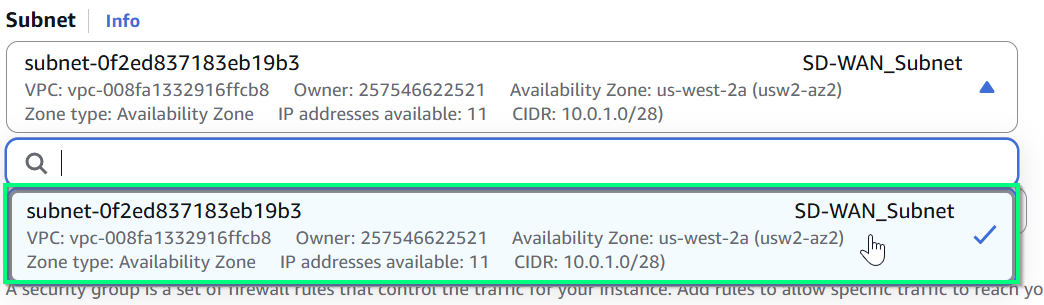 Subnet Info
subnet-0f2ed837183eb19b3 SD-WAN_Subnet
VPC: vpc-008fa1332916ffcb8 Owner: 257546622521 Availability Zone: us-west-2a (usw2-az2)
Zone type: Availability Zone IP addresses available: 11 CIDR: 10.0.1.0/28)
subnet-0f2ed837183eb19b3 SD-WAN_Subnet
VPC: vpc-008fa1332916ffcb8 Owner: 257546622521 Availability Zone: us-west-2a (usw2-az2)
Zone type: Availability Zone IP addresses available: 11 CIDR: 10.0.1.0/28)
A security group is a set of firewall rules that control the traffic for your instance. Add rules to allow specific traffic to reach yo